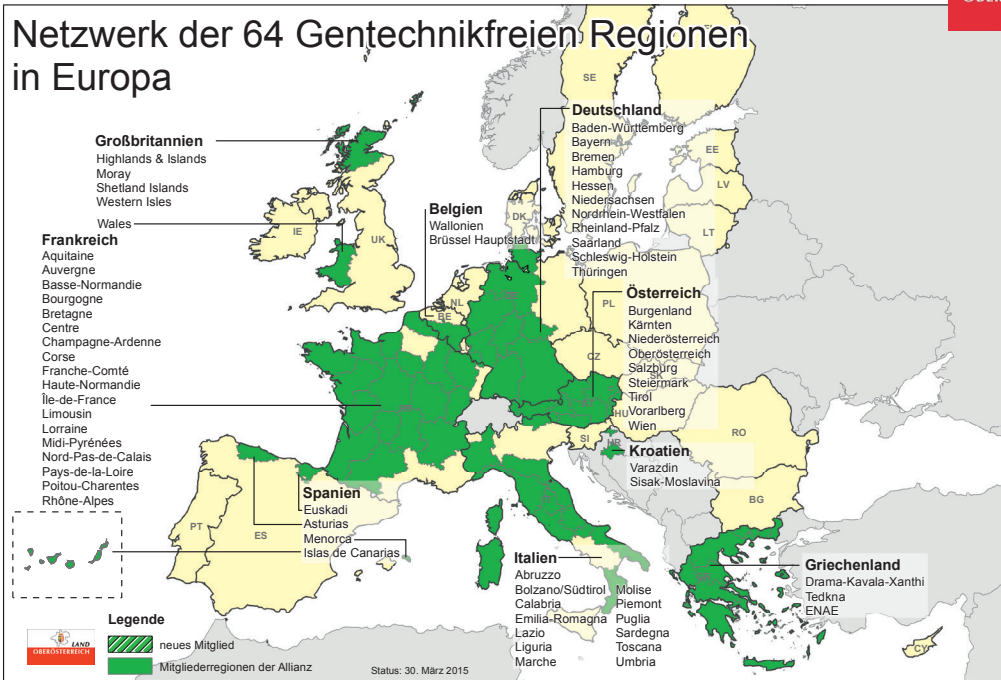 Netzwerk der 64 Gentechnikfreien Regionen
in Europa
Großbritannien
Highlands & Islands
Moray
Shetland Islands
Western Isles
Wales
Frankreich
Aquitaine
Auvergne
Basse-Normandie
Bourgogne
Bretagne
Centre
Champagne-Ardenne
Corse
Franche-Comté
Haute-Normandie
Île-de-France
Limousin
Lorraine
Midi-Pyrénées
Nord-Pas-de-Calais
Pays-de-la-Loire
Poitou-Charentes
Rhône-Alpes
Belgien
Wallonien
Brüssel Hauptstadt
Deutschland
Baden-Württemberg
Bayern
Bremen
Hamburg
Hessen
Niedersachsen
Nordrhein-Westfalen
Rheinland-Pfalz
Saarland
Schleswig-Holstein
Thüringen
Österreich
Burgenland
Kärnten
Niederösterreich
Oberösterreich
Salzburg
Steiermark
Tirol
Vorarlberg
Wien
Kroatien
Varazdin
Sisak-Moslavina
Spanien
Euskadi
Asturias
Menorca
Islas de Canarias
Italien
Abruzzo
Bolzano/Südtirol
Calabria
Emilia-Romagna
Lazio
Liguria
Marche
Molise
Piemont
Puglia
Sardegna
Toscana
Umbria
Griechenland
Drama-Kavala-Xanthi
Tedkna
ENAE
SE
EE
LV
LT
DK
IE
UK
NL
BE
PL
CZ
SK
HU
SI
HR
RO
BG
PT
ES
CY
Legende
neues Mitglied
Mitgliederregionen der Allianz
Status: 30. März 2015
LAND
OBERÖSTERREICH